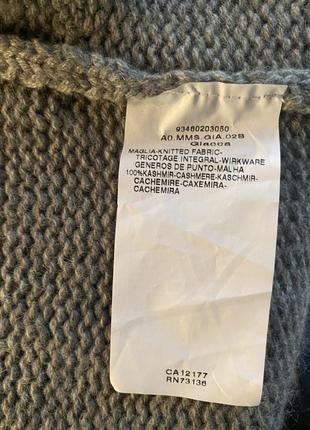 93460203050
A0.MMS.GIA.02B
Giacca
MAGLIA-KNITTED FABRIC-
TRICOTAGE INTEGRAL-WIRKWARE
GENEROS DE PUNTO-MALHA
100%KASHMIR-CASHMERE-KASCHMIR-
CACHEMIRE-CAXEMIRA-
CACHEMIRA
CA12177
RN73136